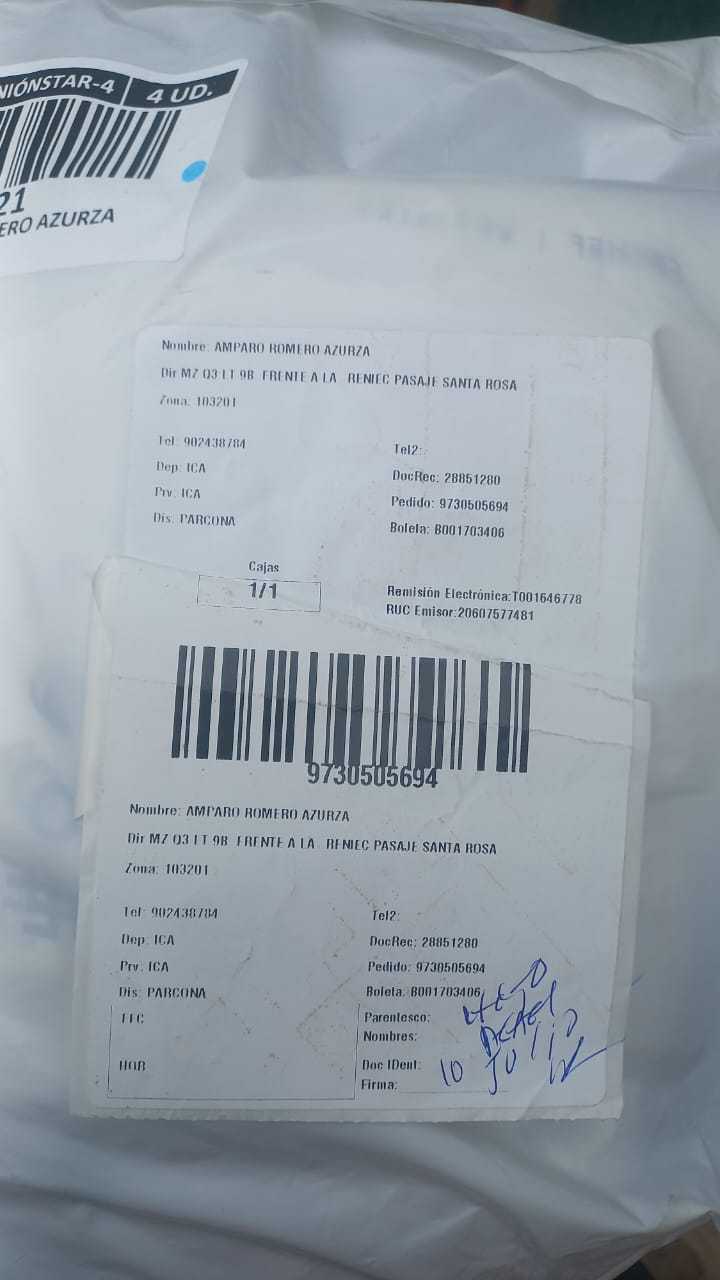 NIÓNSTAR-4 4 UD.
21
ERO AZURZA
Nombre: AMPARO ROMERO AZURZA
Dir MZ Q3 LT 9B FRENTE A LA RENIEC PASAJE SANTA ROSA
Zona: 103201
Tel: 902438784 Tel2:
Dep: ICA DocRec: 28851280
Prv: ICA Pedido: 9730505694
Dis: PARCONA Boleta: B001703406
Cajas
1/1
Remisión Electrónica:T001646778
RUC Emisor:20607577481
9730505694
Nombre: AMPARO ROMERO AZURZA
Dir MZ Q3 LT 9B FRENTE A LA RENIEC PASAJE SANTA ROSA
Zona: 103201
Tel: 902438784 Tel2:
Dep: ICA DocRec: 28851280
Prv: ICA Pedido: 9730505694
Dis: PARCONA Boleta: B001703406
Parentesco:
Nombres:
HOR Doc IDent:
Firma:
10 JULIO